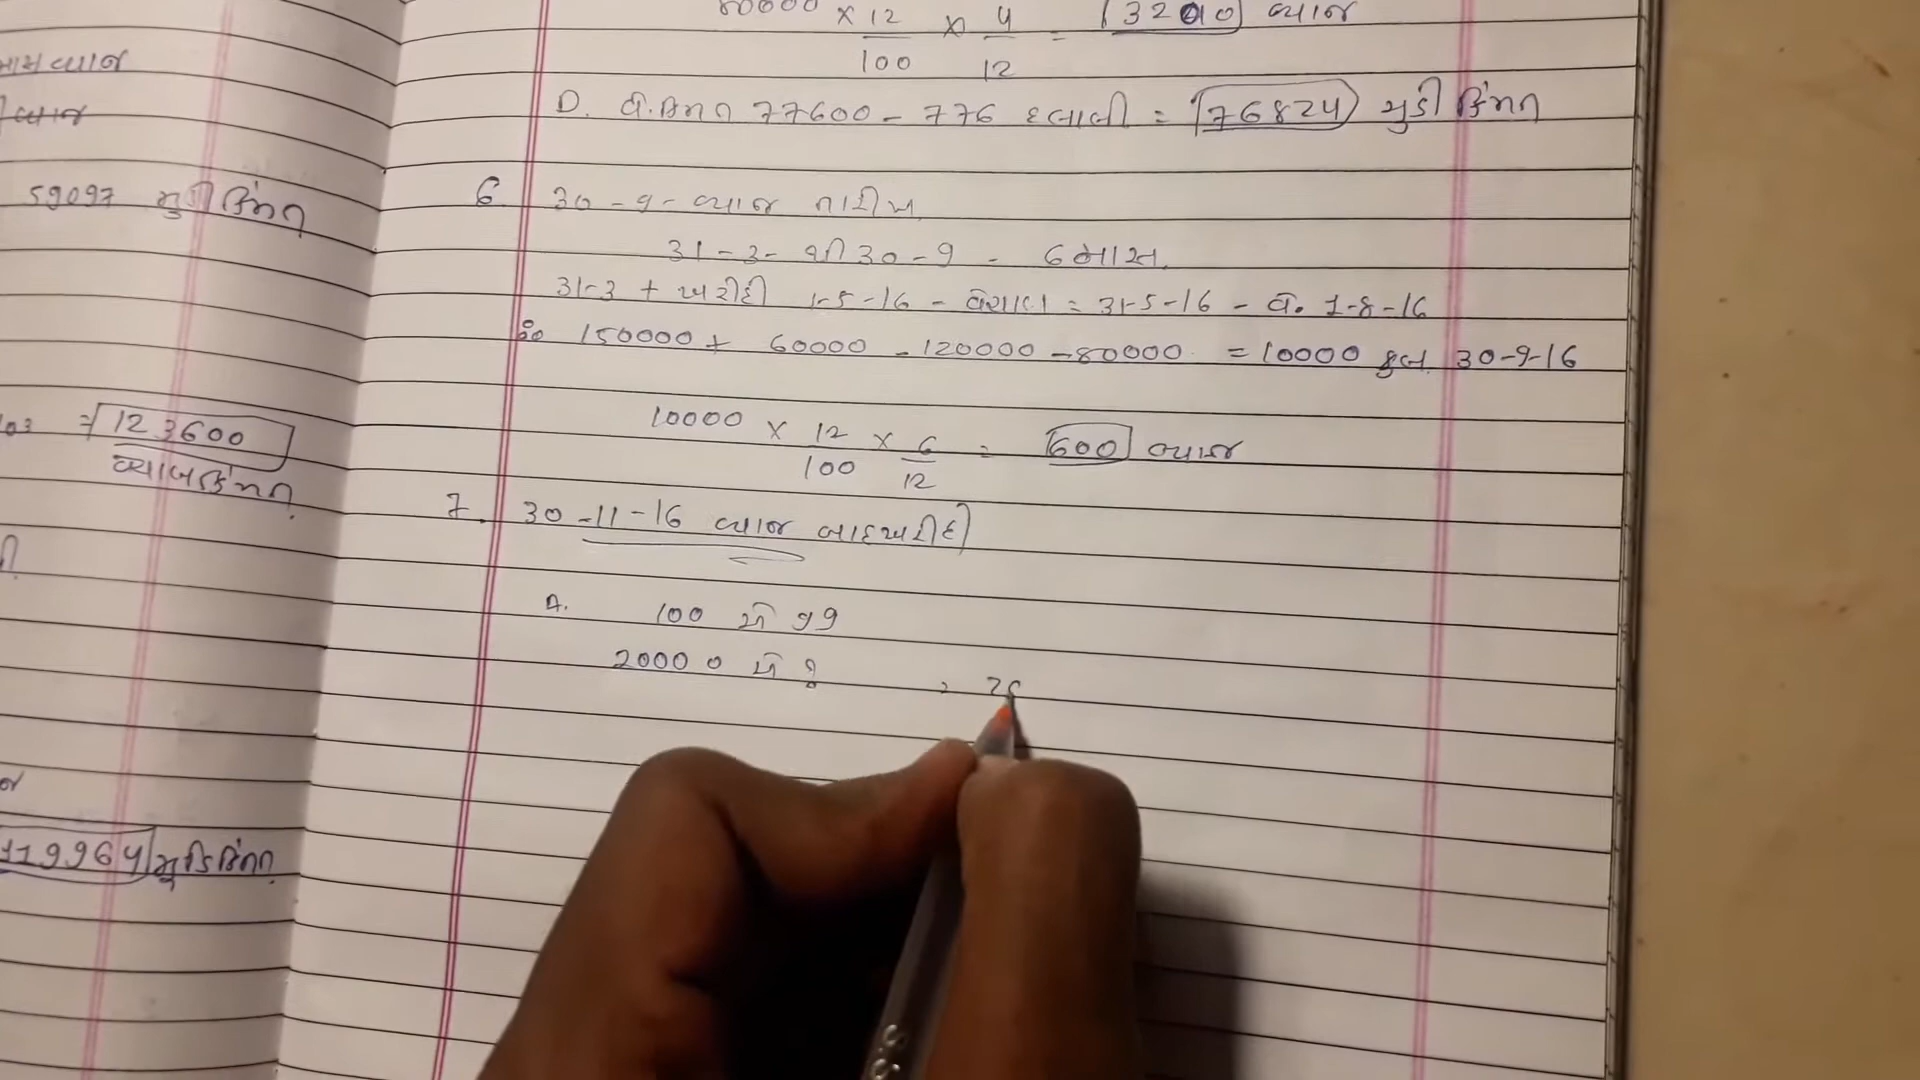 માસ વ્યાજ
વ્યાજ
59097 મુડી કિંમત
103 = 123600
વ્યાજ કિંમત
119964 મુડી કિંમત
80000 × 12/100 × 4/12 = 3200 વ્યાજ
D. વે.કિંમત 77600 - 776 દલાલી = 76824 મુડી કિંમત
6. 30 - 9 - વ્યાજ તારીખ
31 - 3 - થી 30 - 9 - 6 માસ
31-3 + ખરીદી 1-5-16 - વેચાણ = 31-5-16 - વે. 1-8-16
150000 + 60000 - 120000 - 80000 = 10000 કુલ 30-9-16
10000 × 12/100 × 6/12 = 600 વ્યાજ
7. 30 - 11 - 16 વ્યાજ બાદ ખરીદી
A. 100 એ 99
20000 એ ?